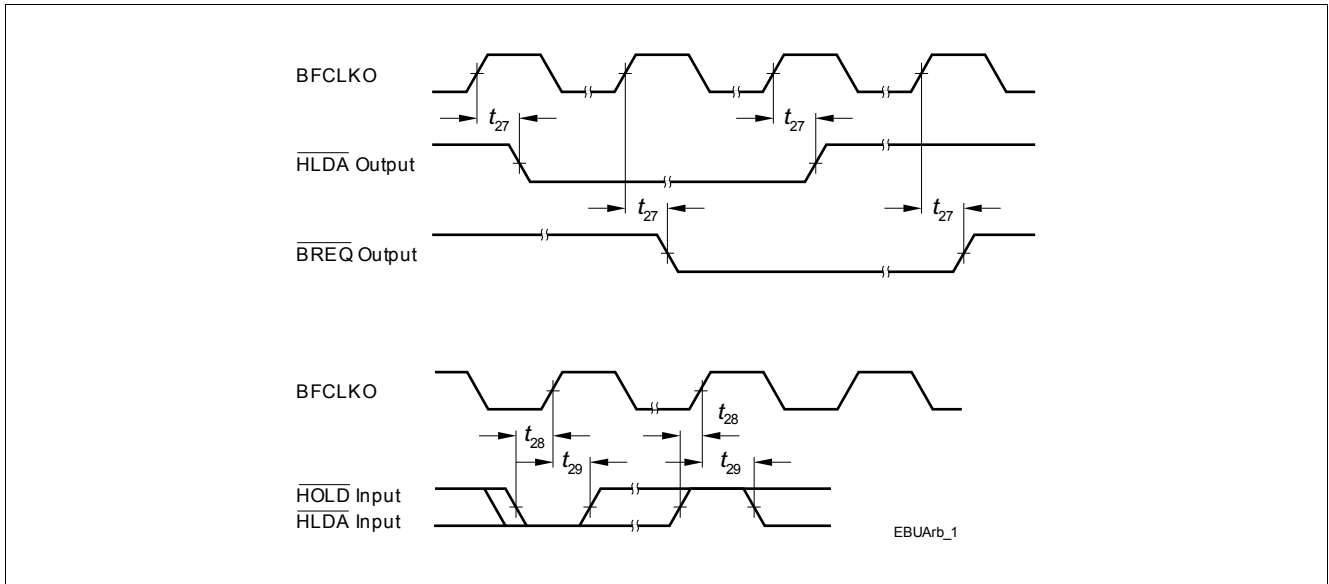 BFCLKO
t27 t27
HLDA Output
t27 t27
BREQ Output
BFCLKO
t28 t28
t29 t29
HOLD Input
HLDA Input
EBUArb_1